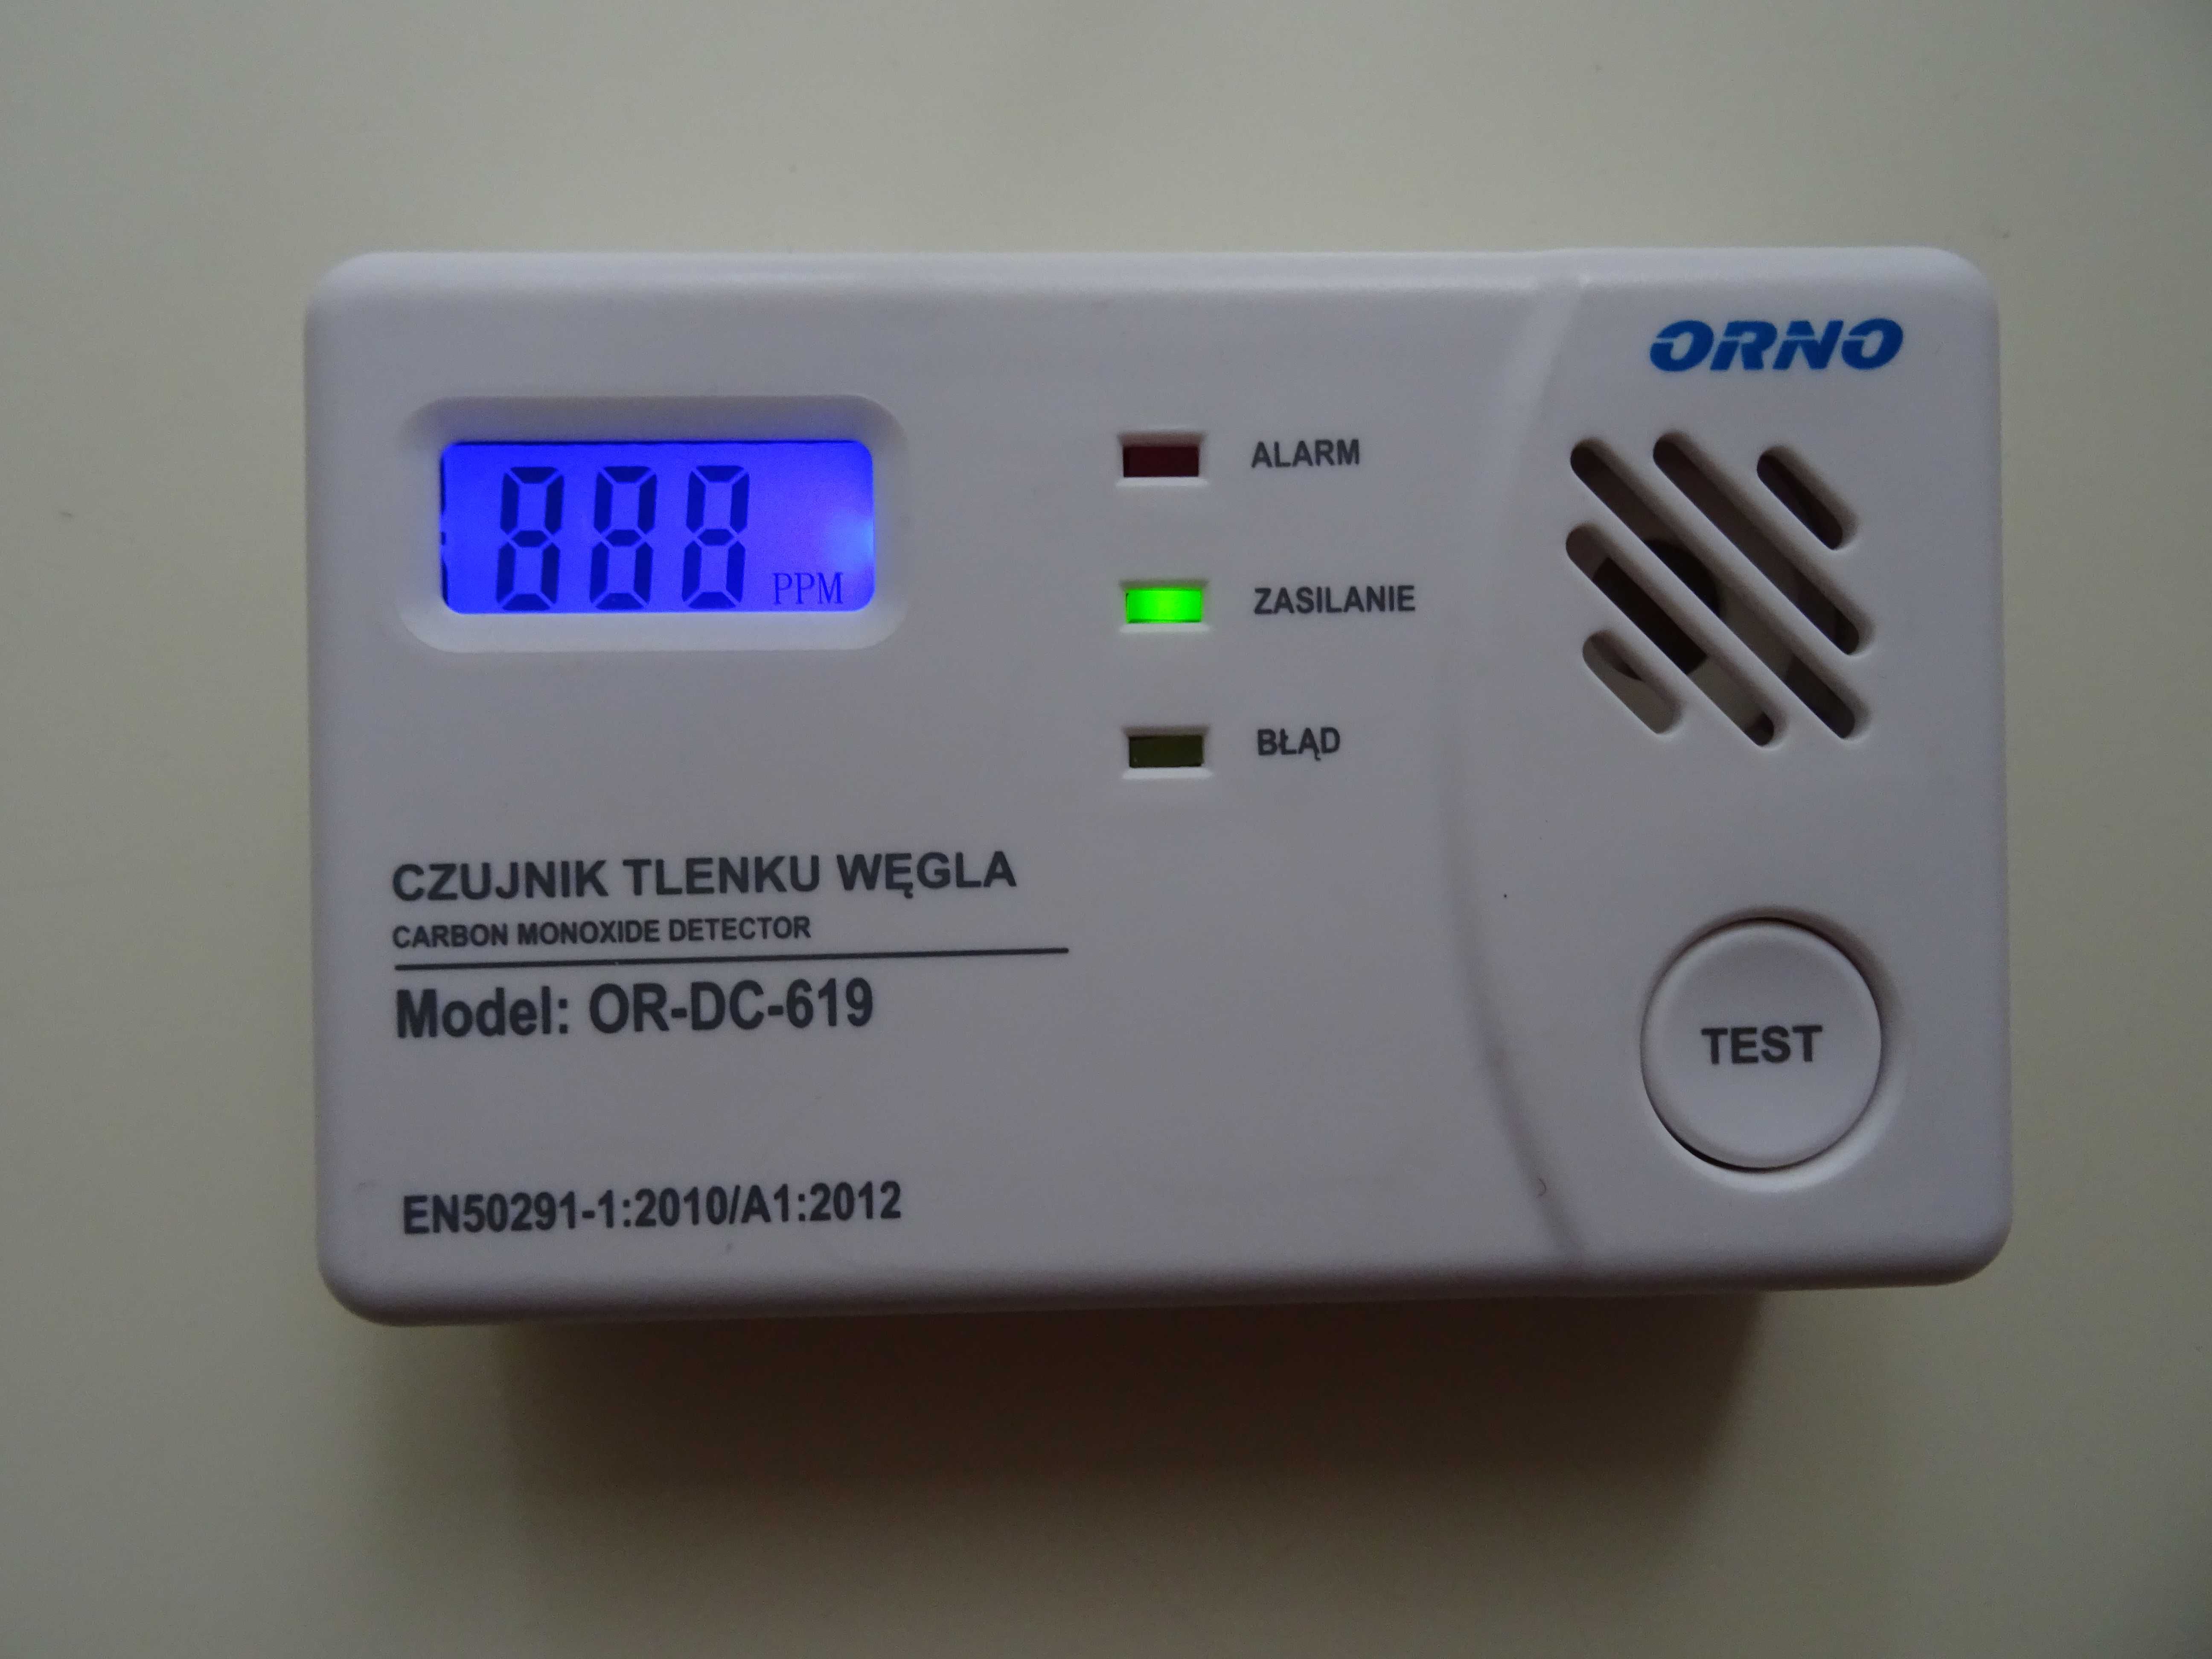 ORNO
888 PPM
ALARM
ZASILANIE
BŁĄD
CZUJNIK TLENKU WĘGLA
CARBON MONOXIDE DETECTOR
Model: OR-DC-619
TEST
EN50291-1:2010/A1:2012